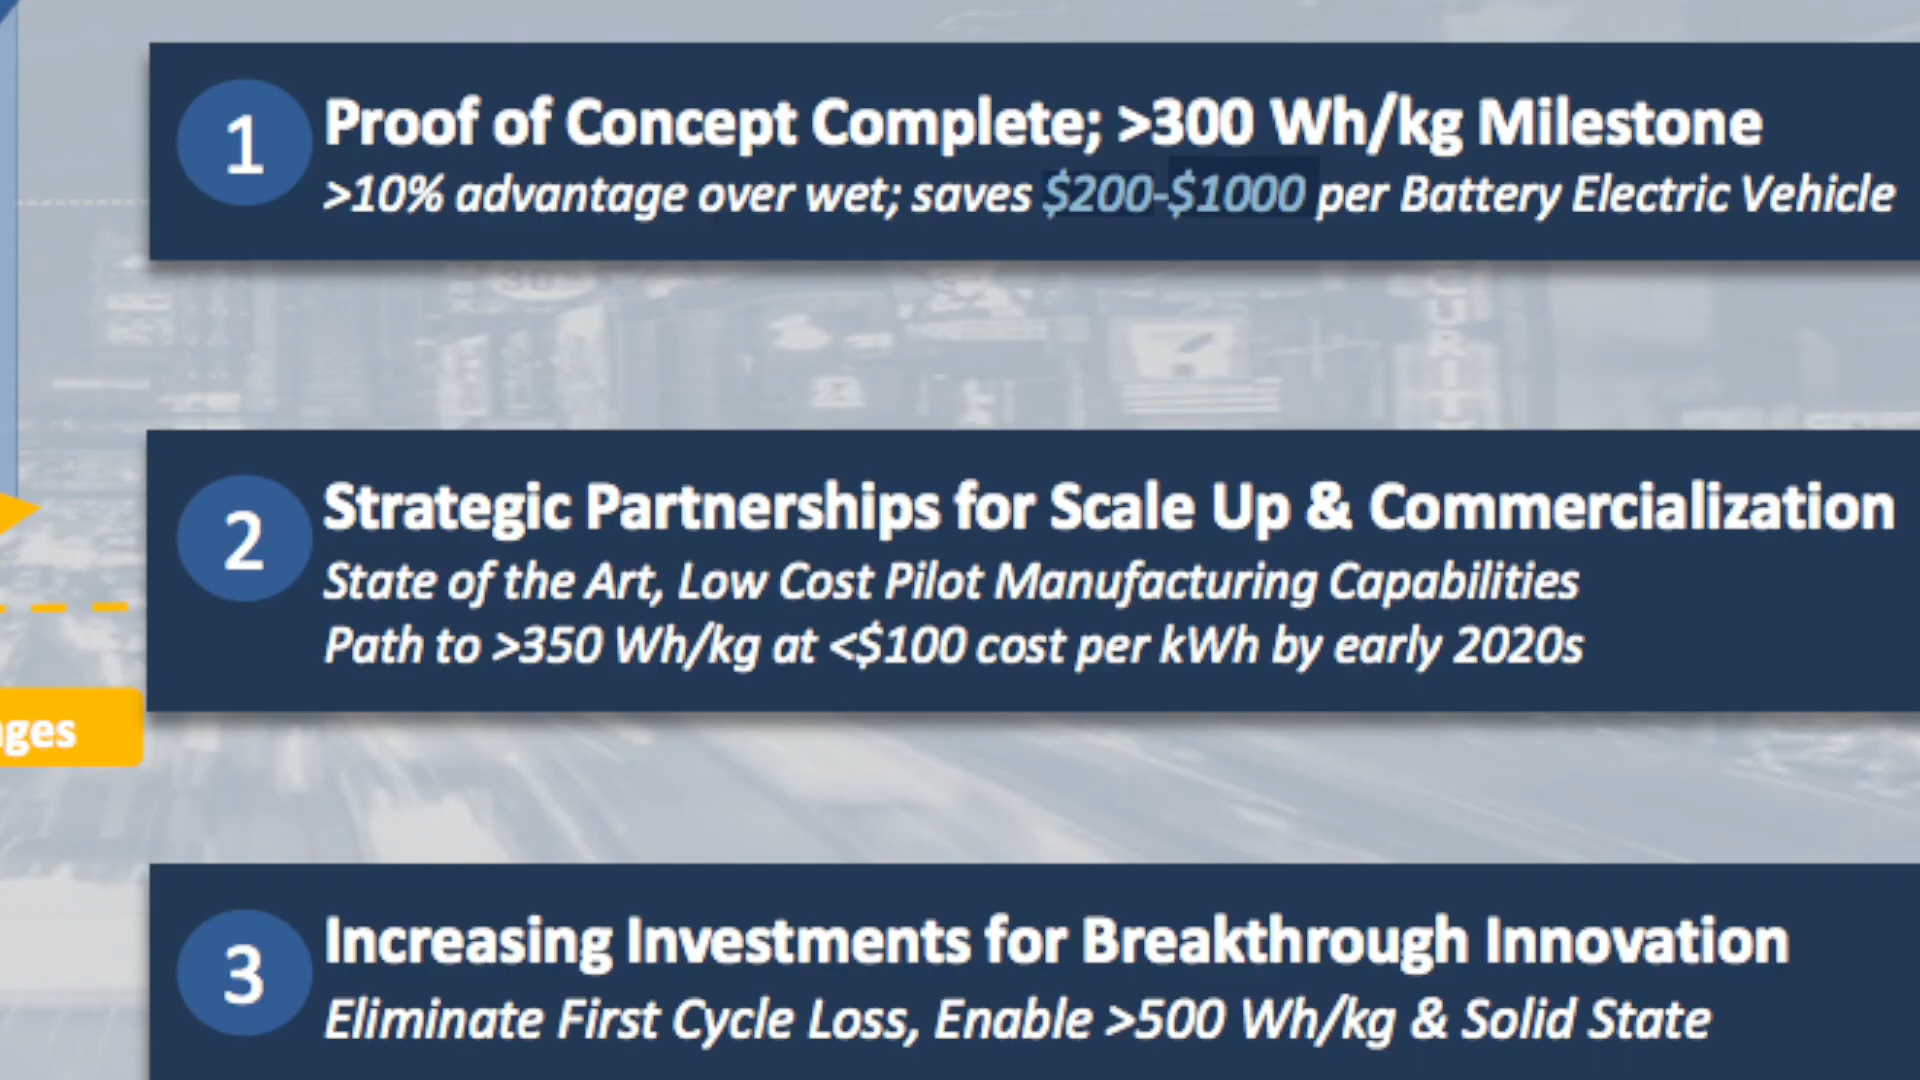 1
Proof of Concept Complete; >300 Wh/kg Milestone
>10% advantage over wet; saves $200-$1000 per Battery Electric Vehicle
2
Strategic Partnerships for Scale Up & Commercialization
State of the Art, Low Cost Pilot Manufacturing Capabilities
Path to >350 Wh/kg at <$100 cost per kWh by early 2020s
3
Increasing Investments for Breakthrough Innovation
Eliminate First Cycle Loss, Enable >500 Wh/kg & Solid State